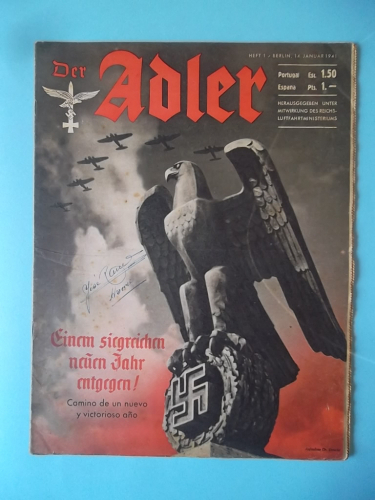 HEFT 1 - BERLIN, 14 JANUAR 1941
Der Adler
Portugal Esc. 1.50
España Pts. 1.—
HERAUSGEGEBEN UNTER
MITWIRKUNG DES REICHS-
LUFTFAHRTMINISTERIUMS
Einem siegreichen
neuen Jahr
entgegen!
Camino de un nuevo
y victorioso año